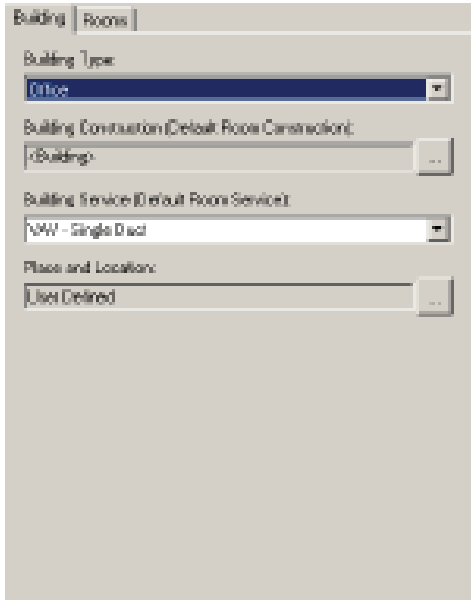 Building Rooms
Building Type:
Office
Building Construction (Default Room Construction):
<Building>
...
Building Service (Default Room Service):
VAV - Single Duct
Place and Location:
User Defined
...